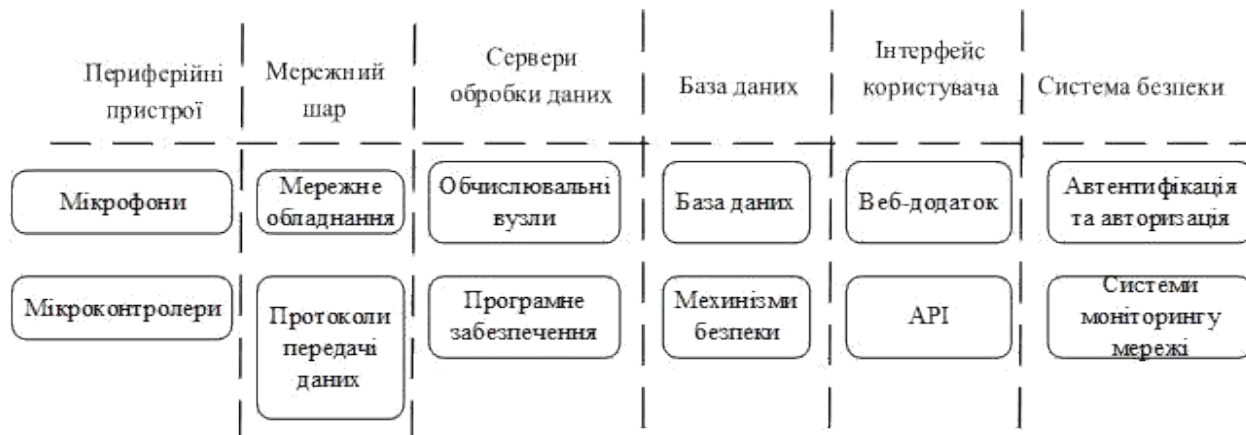 Периферійні
пристрої
Мережний
шар
Сервери
обробки даних
База даних
Інтерфейс
користувача
Система безпеки
Мікрофони
Мережне
обладнання
Обчислювальні
вузли
База даних
Веб-додаток
Автентифікація
та авторизація
Мікроконтролери
Протоколи
передачі
даних
Програмне
забезпечення
Мехинізми
безпеки
API
Системи
моніторингу
мережі